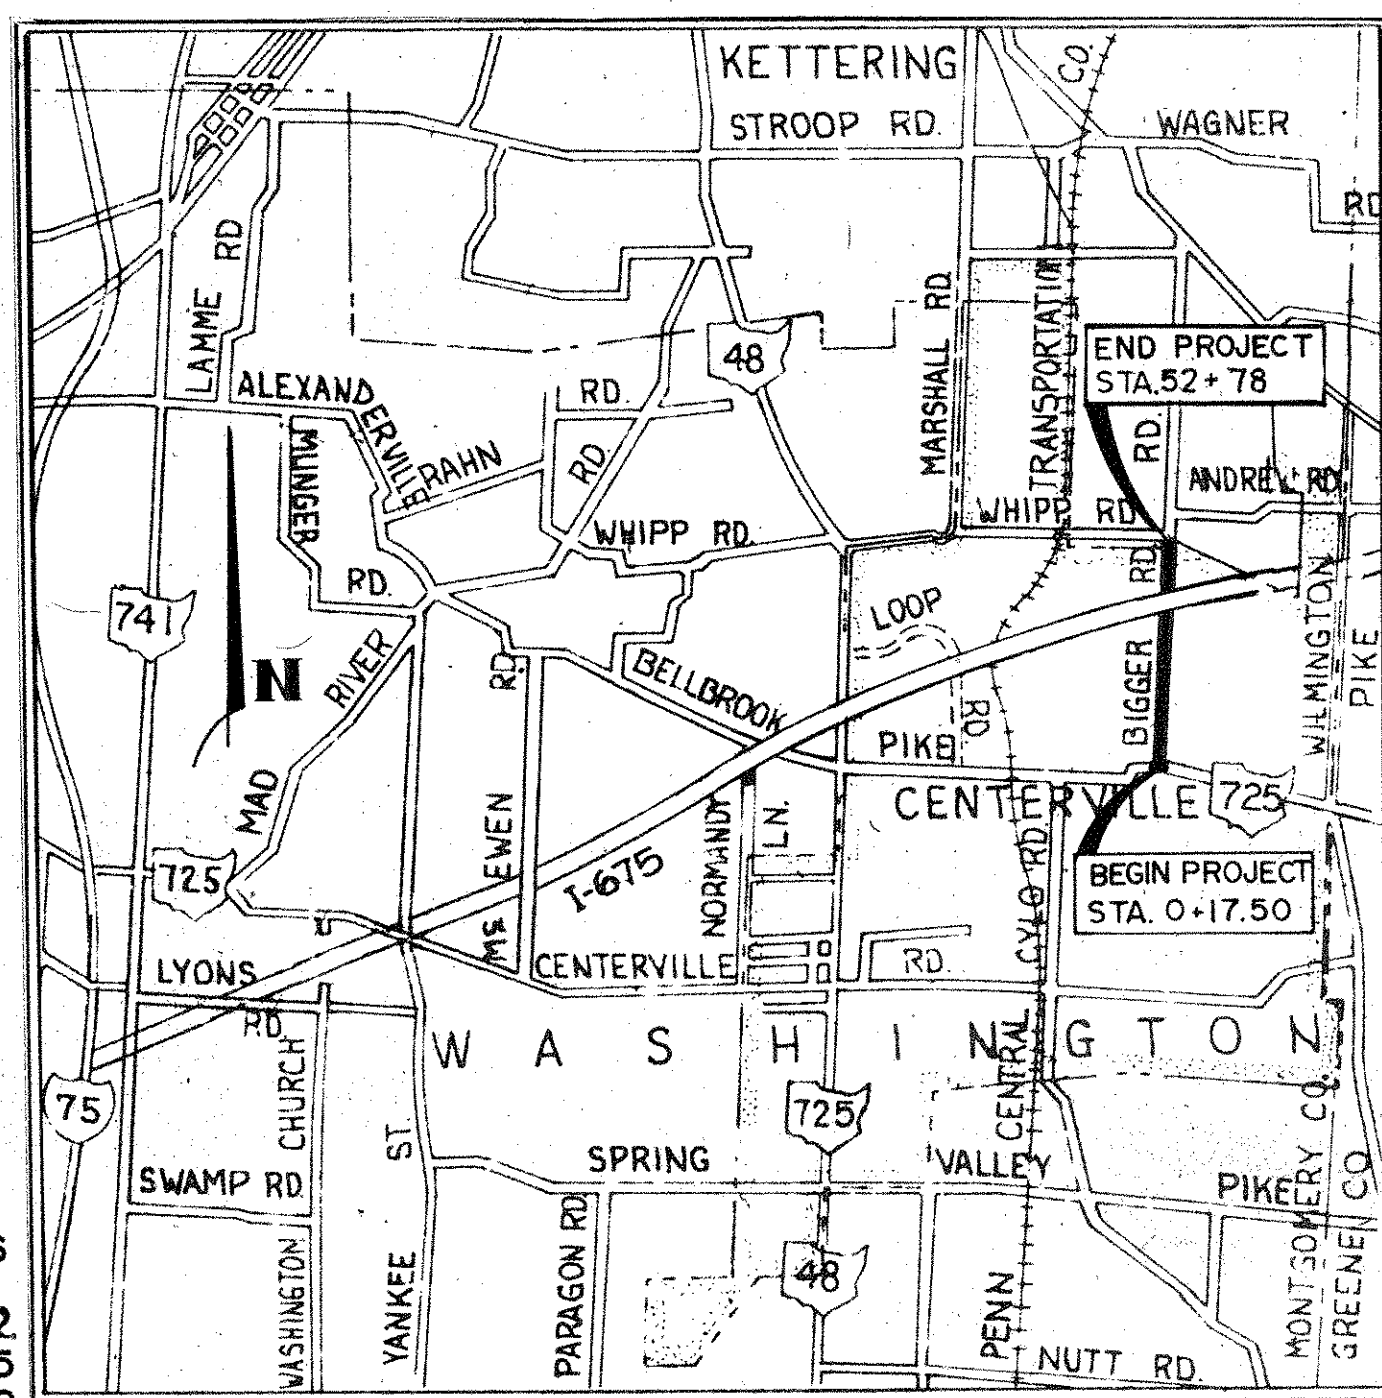 KETTERING
CO.
STROOP RD.
WAGNER
RD
LAMME RD
MARSHALL RD.
TRANSPORTATION
48
END PROJECT
STA.52+78
ALEXANDERVILLE
RD.
RAHN
RD.
MUNGER
RD.
WHIPP RD.
WHIPP RD
RD.
ANDREW RD
741
N
MAD RIVER
RD.
BELLBROOK
PIKE
LOOP
RD
BIGGER RD
WILMINGTON
PIKE
CENTERVILLE
725
725
I-675
EWEN
NORMANDY
LN.
CYLO RD
BEGIN PROJECT
STA. 0+17.50
LYONS
RD
CENTERVILLE
RD.
WASHINGTON
75
CHURCH
ST.
725
CENTRAL
SPRING
VALLEY
PIKE
SWAMP RD
WASHINGTON
YANKEE
PARAGON RD
48
PENN
NUTT RD.
MONTGOMERY CO.
GREENE CO